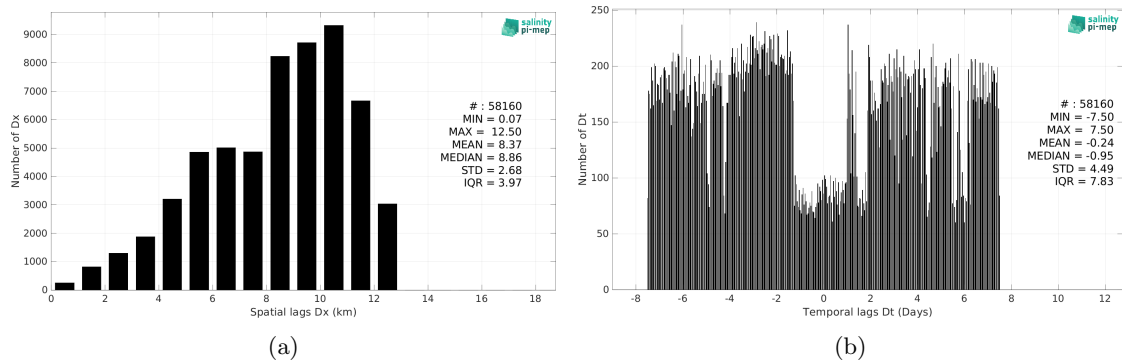 9000
8000
7000
6000
5000
4000
3000
2000
1000
0
Number of Dx
0 2 4 6 8 10 12 14 16 18
Spatial lags Dx (km)
salinity
pi-mep
# : 58160
MIN = 0.07
MAX = 12.50
MEAN = 8.37
MEDIAN = 8.86
STD = 2.68
IQR = 3.97
(a)
250
200
150
100
50
0
Number of Dt
-8 -6 -4 -2 0 2 4 6 8 10 12
Temporal lags Dt (Days)
salinity
pi-mep
# : 58160
MIN = -7.50
MAX = 7.50
MEAN = -0.24
MEDIAN = -0.95
STD = 4.49
IQR = 7.83
(b)